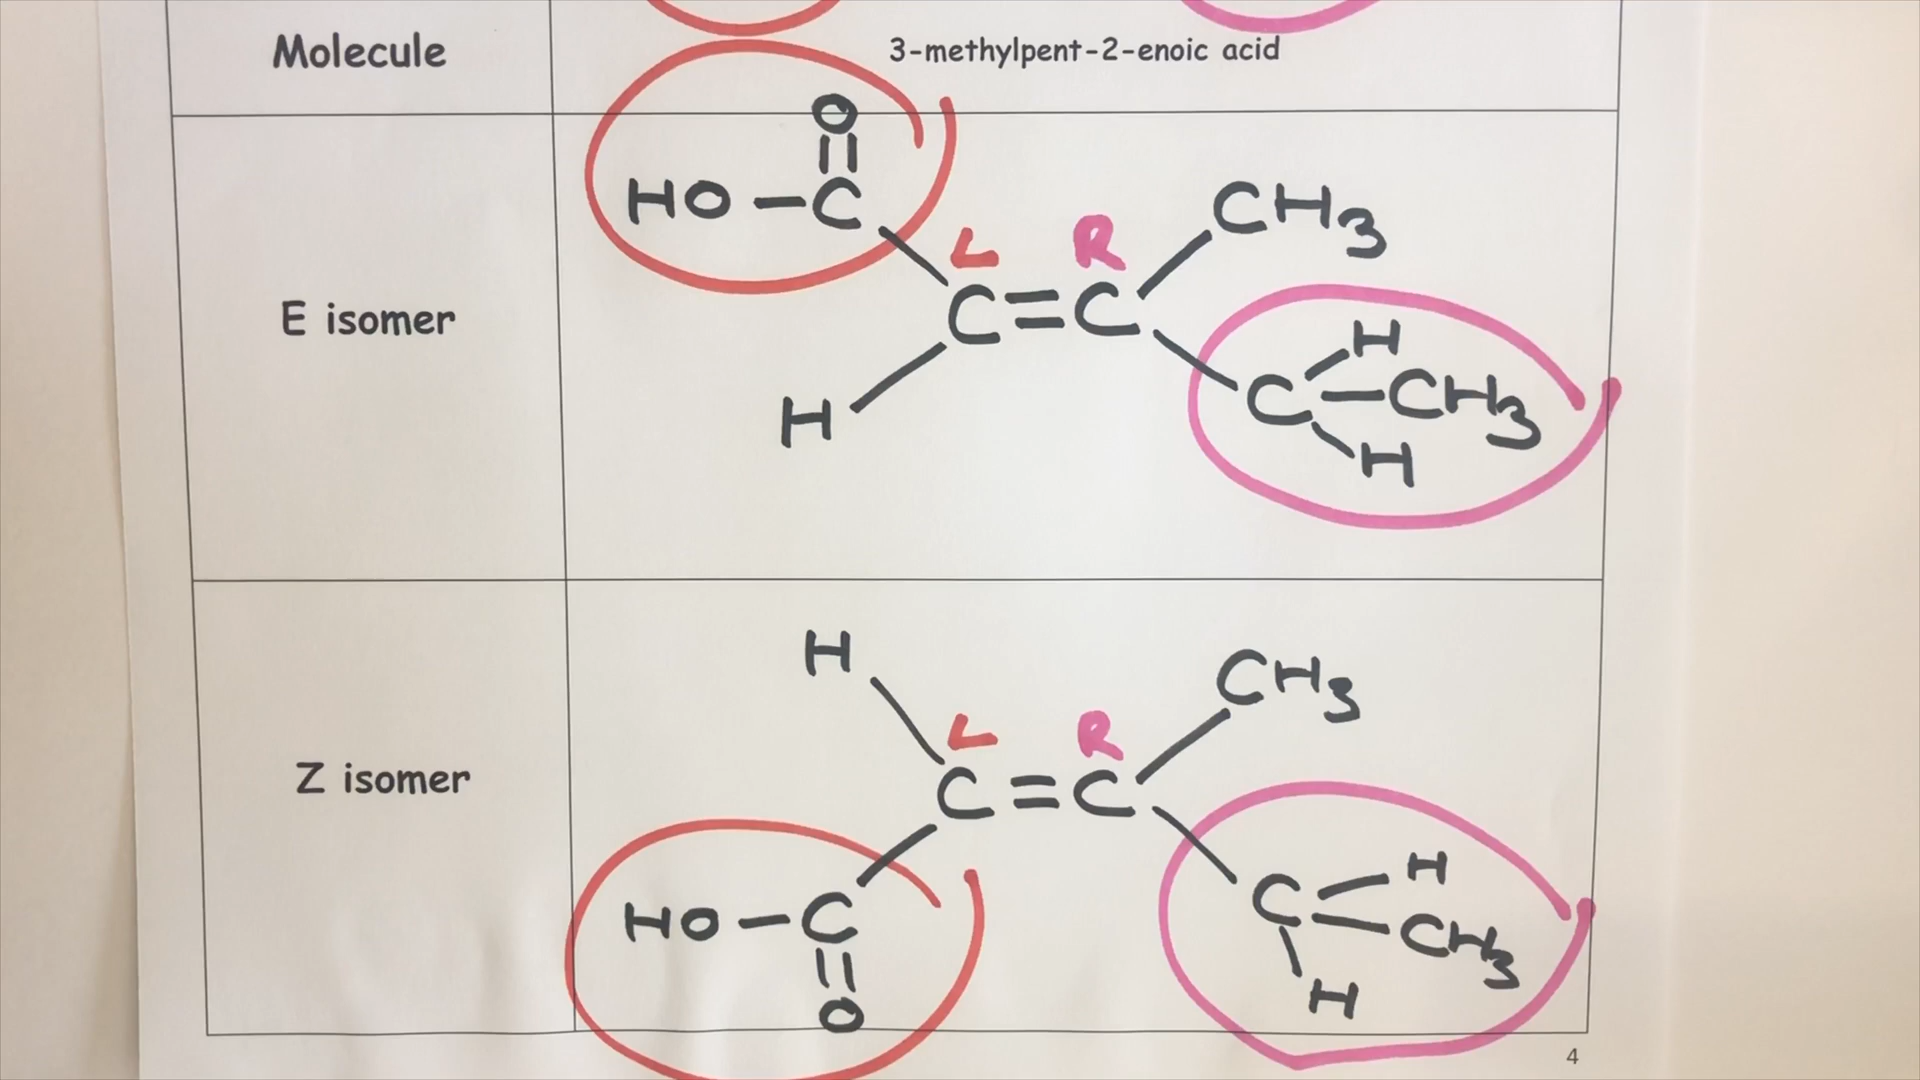 Molecule
3-methylpent-2-enoic acid
E isomer
O
HO-C
CH3
L
R
C=C
H
H
C-CH3
H
Z isomer
H
CH3
L
R
C=C
HO-C
O
H
C
CH3
H
4